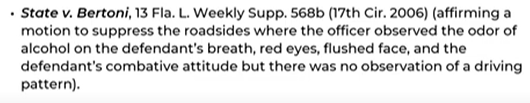 • State v. Bertoni, 13 Fla. L. Weekly Supp. 568b (17th Cir. 2006) (affirming a
motion to suppress the roadsides where the officer observed the odor of
alcohol on the defendant's breath, red eyes, flushed face, and the
defendant's combative attitude but there was no observation of a driving
pattern).